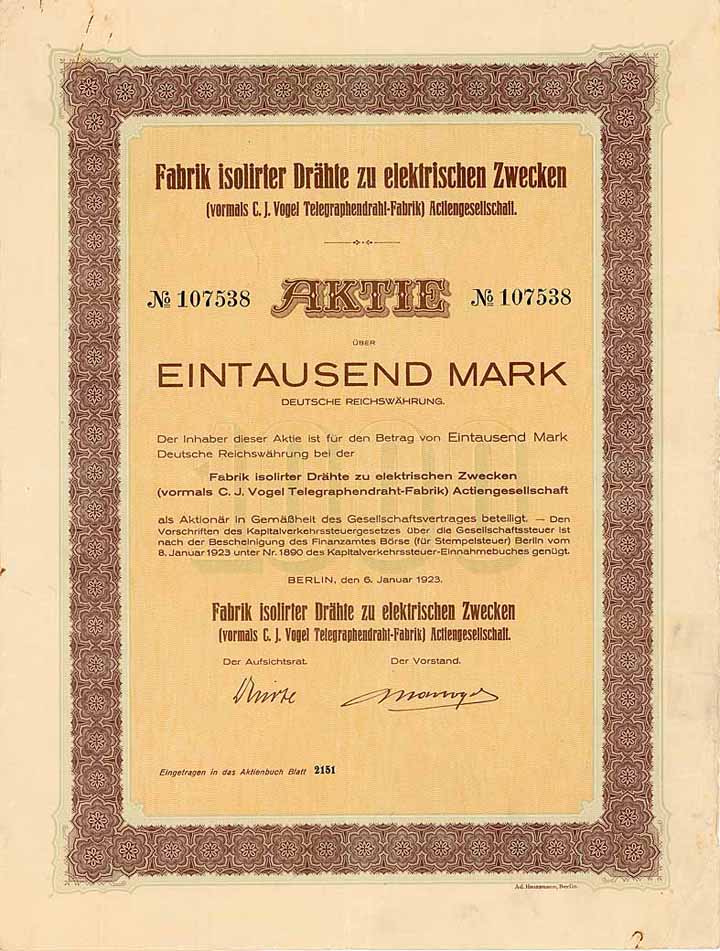 Fabrik isolirter Drähte zu elektrischen Zwecken
(vormals C. J. Vogel Telegraphendraht-Fabrik) Actiengesellschaft.
No 107538 AKTIE No 107538
ÜBER
EINTAUSEND MARK
DEUTSCHE REICHSWÄHRUNG.
Der Inhaber dieser Aktie ist für den Betrag von Eintausend Mark
Deutsche Reichswährung bei der
Fabrik isolirter Drähte zu elektrischen Zwecken
(vormals C. J. Vogel Telegraphendraht-Fabrik) Actiengesellschaft
als Aktionär in Gemäßheit des Gesellschaftsvertrages beteiligt. — Den
Vorschriften des Kapitalverkehrssteuergesetzes über die Gesellschaftssteuer ist
nach der Bescheinigung des Finanzamtes Börse (für Stempelsteuer) Berlin vom
8. Januar 1923 unter Nr. 1890 des Kapitalverkehrssteuer-Einnahmebuches genügt.
1000
BERLIN, den 6. Januar 1923.
Fabrik isolirter Drähte zu elektrischen Zwecken
(vormals C. J. Vogel Telegraphendraht-Fabrik) Actiengesellschaft.
Der Aufsichtsrat. Der Vorstand.
Eingetragen in das Aktienbuch Blatt 2151
Berlin.
2